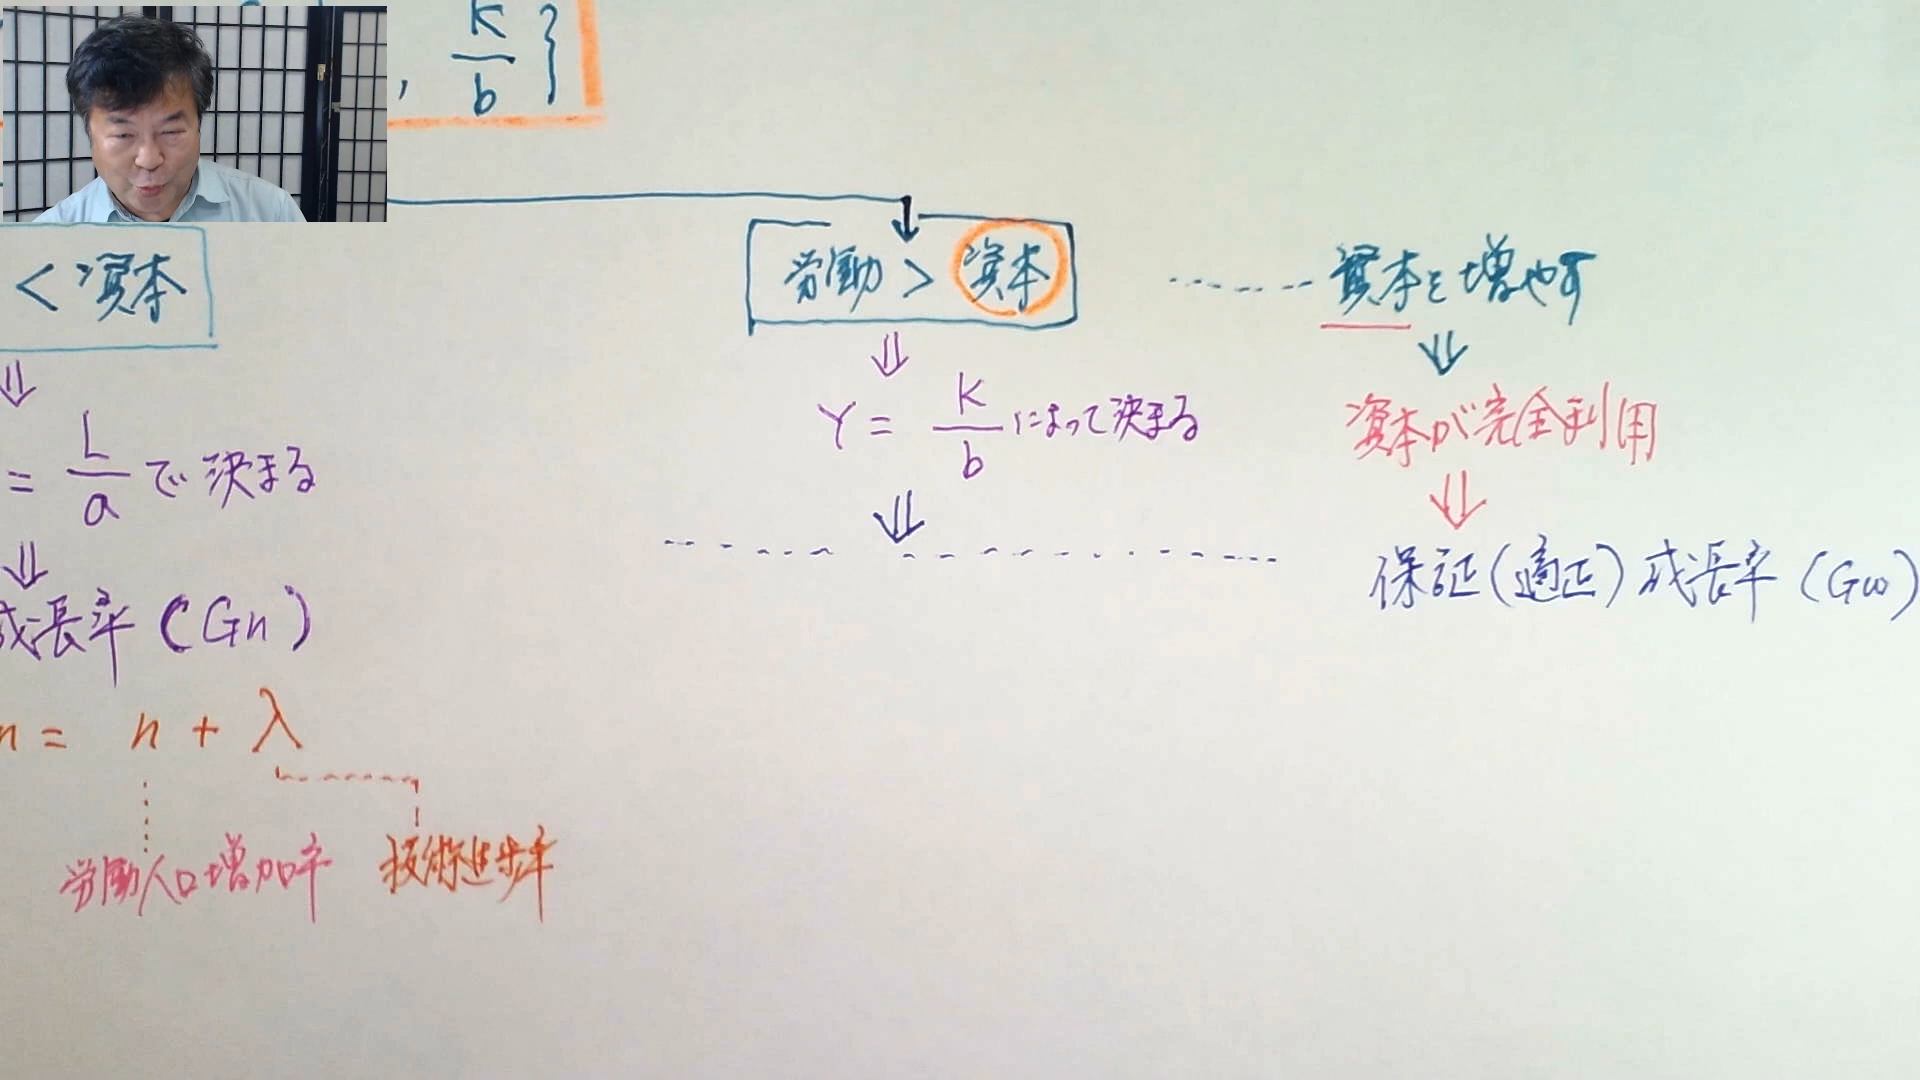 , K/b }
< 資本
= L/a で決まる
成長率 (Gn)
n = n + λ
労働人口増加率 技術進歩率
労働 > 資本
Y = K/b によって決まる
資本を増やす
資本が完全利用
保証(適正)成長率 (Gw)